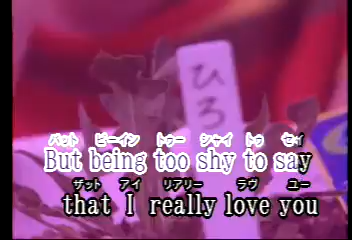 ひろ
バット ビーイン トゥー シャイ トゥ セイ
But being too shy to say
ザット アイ リアリー ラヴ ユー
that I really love you